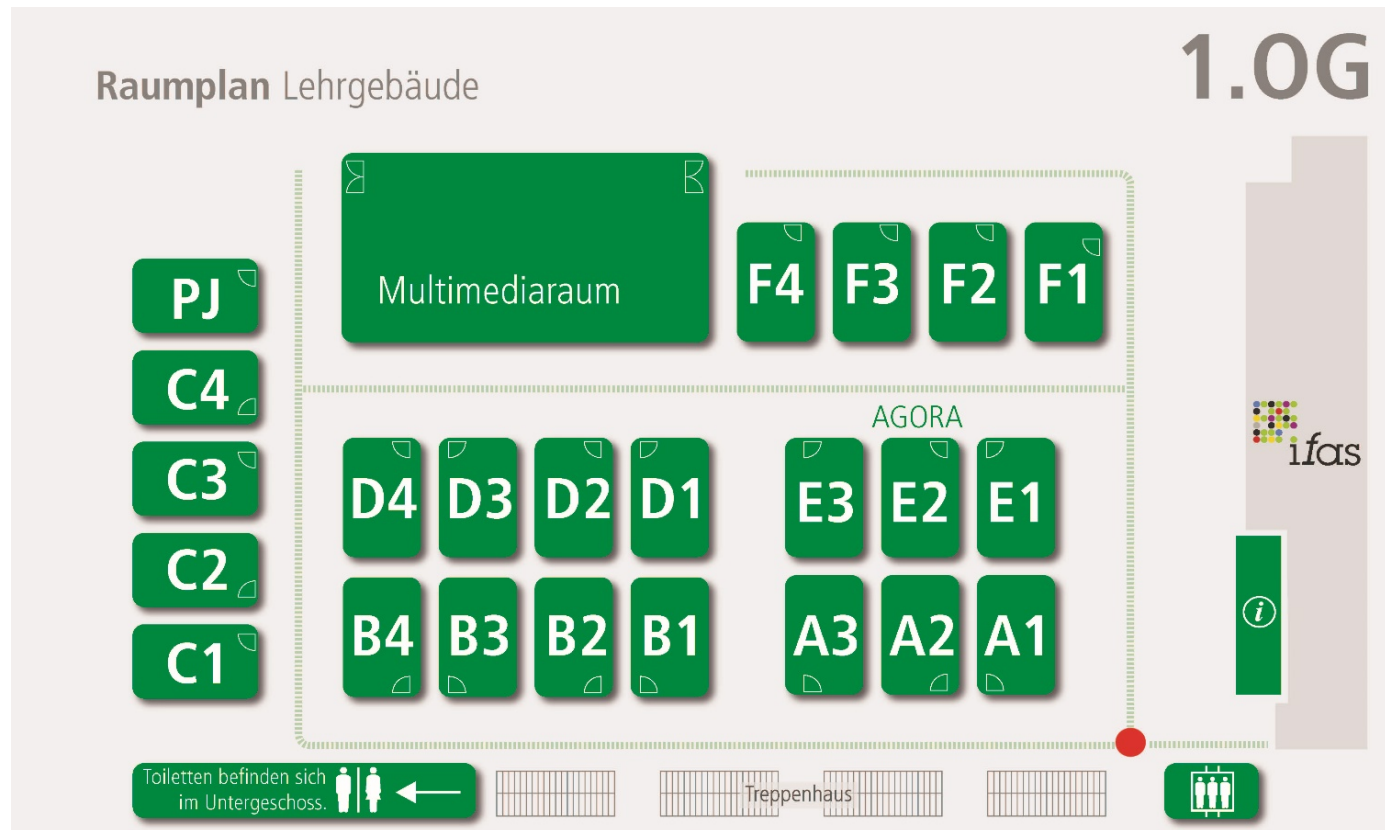 Raumplan Lehrgebäude
1.OG
Multimediaraum
F4 F3 F2 F1
PJ
C4
C3
C2
C1
AGORA
D4 D3 D2 D1 E3 E2 E1
B4 B3 B2 B1 A3 A2 A1
ifas
i
Toiletten befinden sich
im Untergeschoss.
Treppenhaus